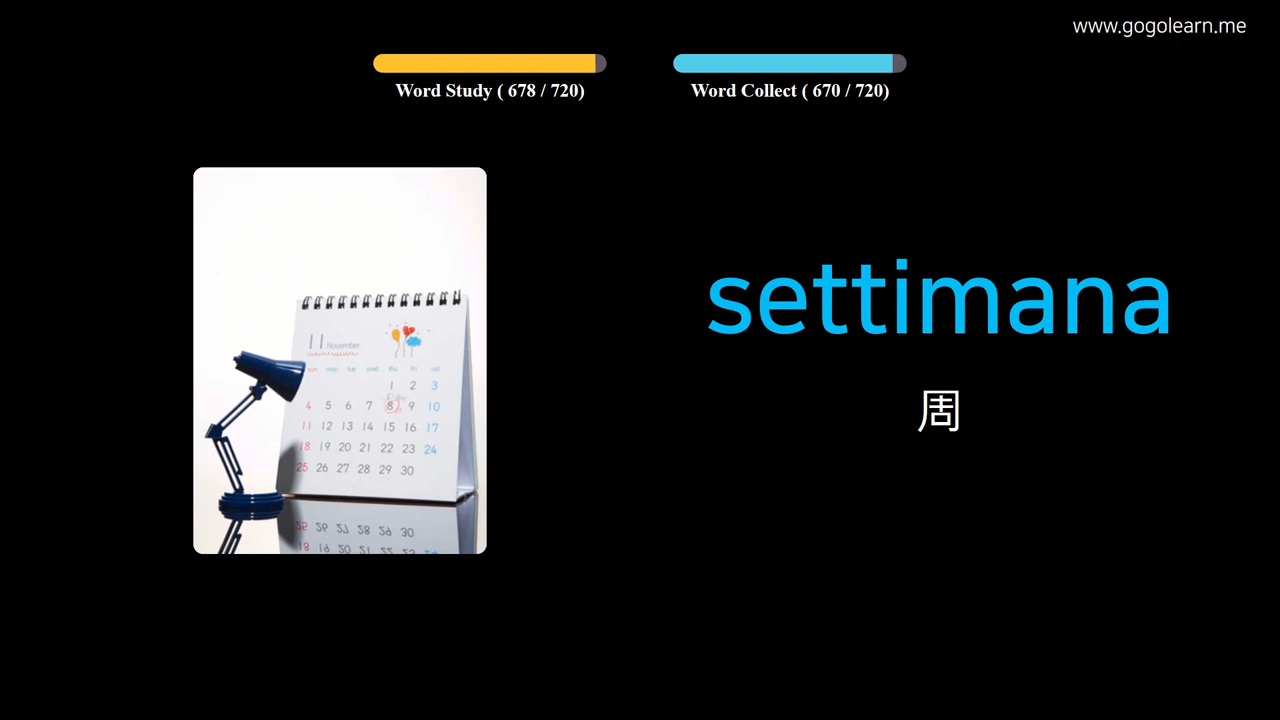 www.gogolearn.me
Word Study ( 678 / 720)
Word Collect ( 670 / 720)
settimana
周
11 November
sun mon tue wed thu fri sat
1 2 3
4 5 6 7 8 9 10
11 12 13 14 15 16 17
18 19 20 21 22 23 24
25 26 27 28 29 30